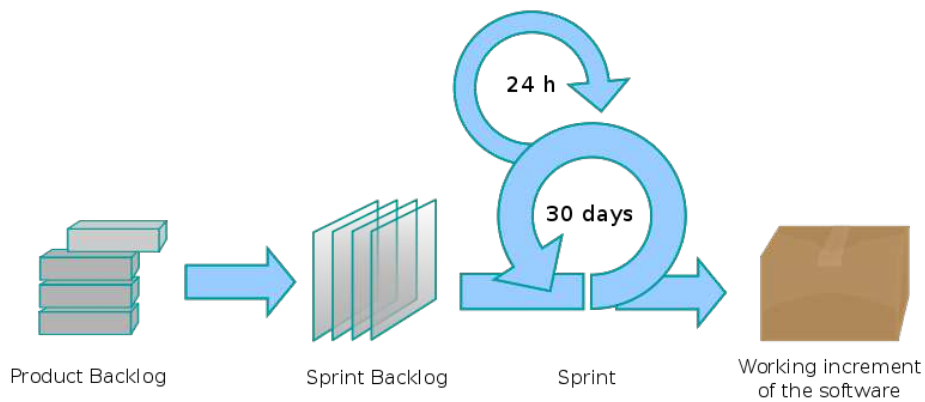 24 h
30 days
Product Backlog
Sprint Backlog
Sprint
Working increment
of the software